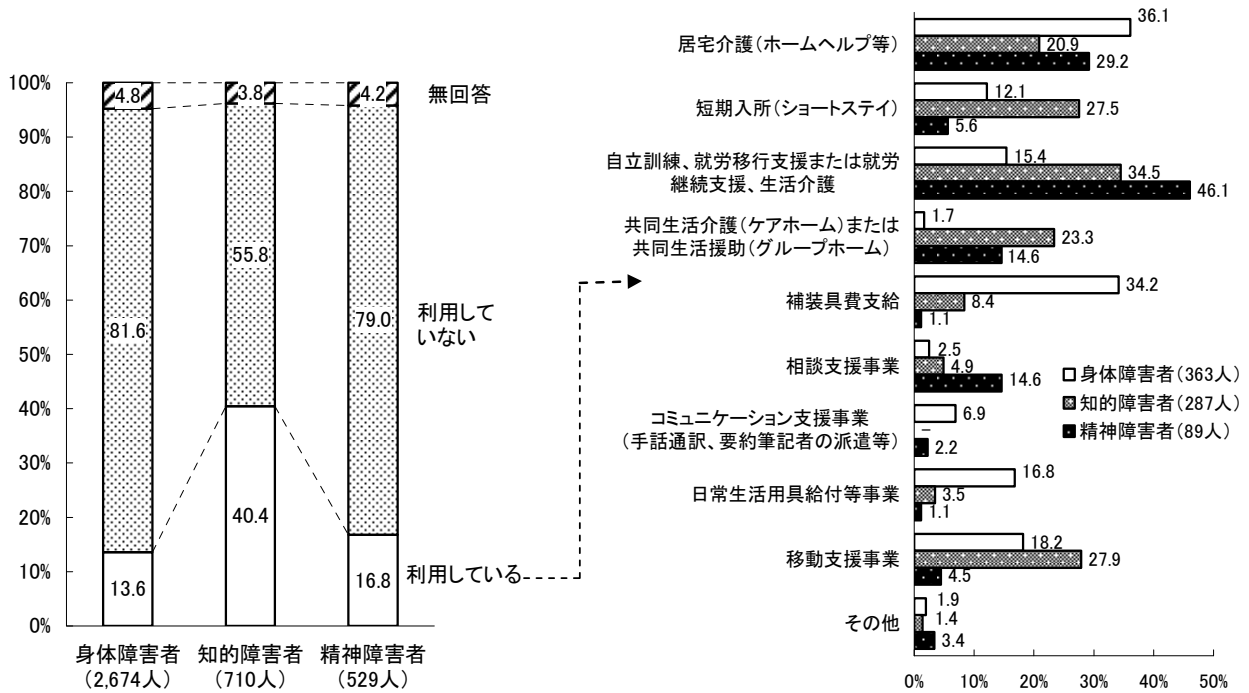 100%
90%
80%
70%
60%
50%
40%
30%
20%
10%
0%
4.8
3.8
4.2
81.6
55.8
79.0
13.6
40.4
16.8
無回答
利用して
いない
利用している
身体障害者
(2,674人)
知的障害者
(710人)
精神障害者
(529人)
居宅介護(ホームヘルプ等)
36.1
20.9
29.2
短期入所(ショートステイ)
12.1
27.5
5.6
自立訓練、就労移行支援または就労
継続支援、生活介護
15.4
34.5
46.1
共同生活介護(ケアホーム)または
共同生活援助(グループホーム)
1.7
23.3
14.6
補装具費支給
34.2
8.4
1.1
相談支援事業
2.5
4.9
14.6
コミュニケーション支援事業
(手話通訳、要約筆記者の派遣等)
6.9
–
2.2
日常生活用具給付等事業
16.8
3.5
1.1
移動支援事業
18.2
27.9
4.5
その他
1.9
1.4
3.4
身体障害者(363人)
知的障害者(287人)
精神障害者(89人)
0% 10% 20% 30% 40% 50%